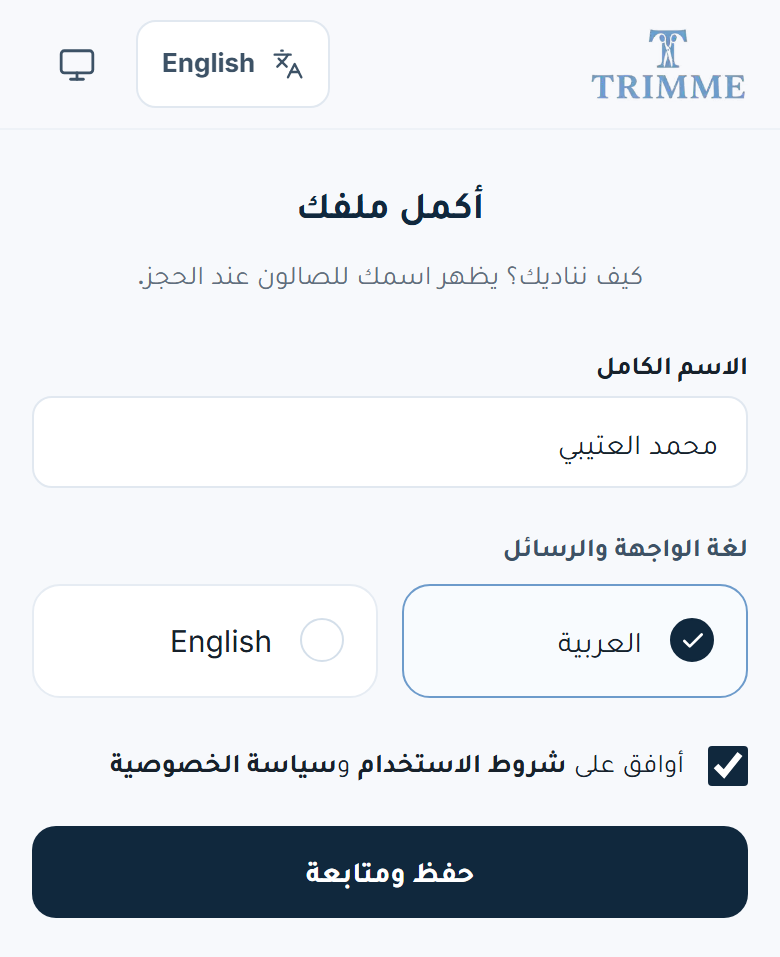 TRIMME
English
أكمل ملفك
كيف نناديك؟ يظهر اسمك للصالون عند الحجز.
الاسم الكامل
محمد العتيبي
لغة الواجهة والرسائل
العربية
English
أوافق على شروط الاستخدام وسياسة الخصوصية
حفظ ومتابعة